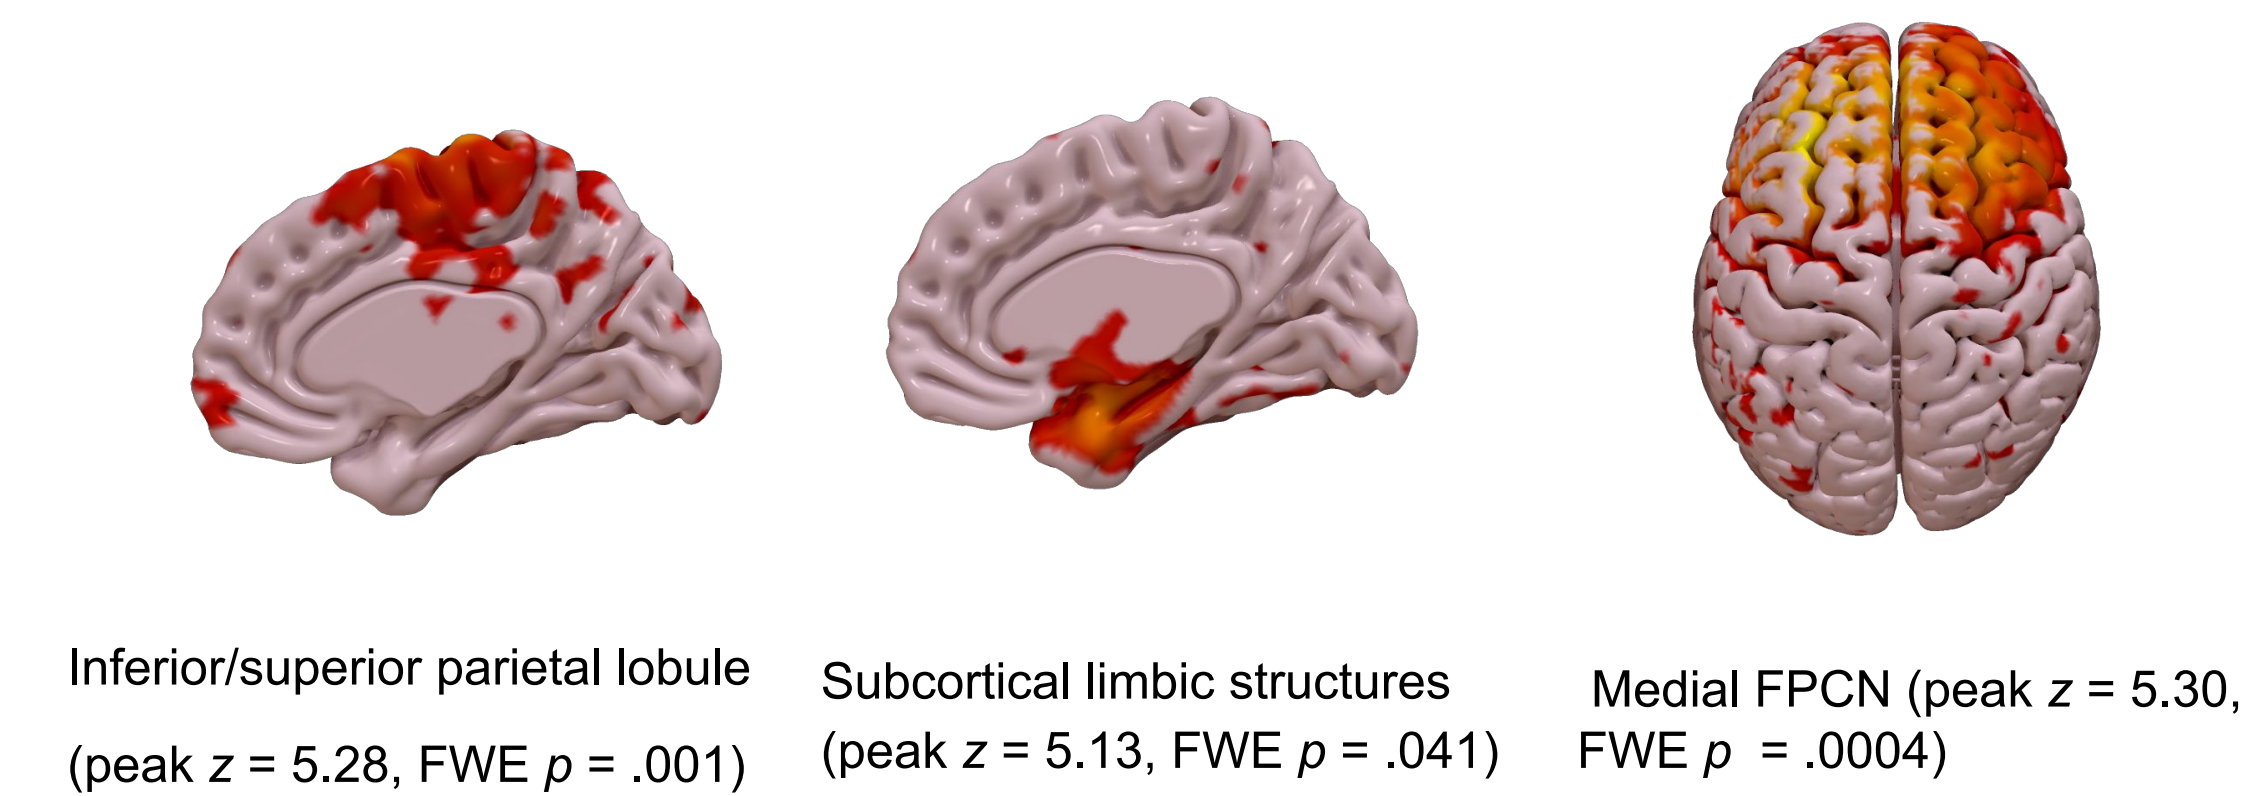 Inferior/superior parietal lobule
(peak z = 5.28, FWE p = .001)
Subcortical limbic structures
(peak z = 5.13, FWE p = .041)
Medial FPCN (peak z = 5.30,
FWE p = .0004)